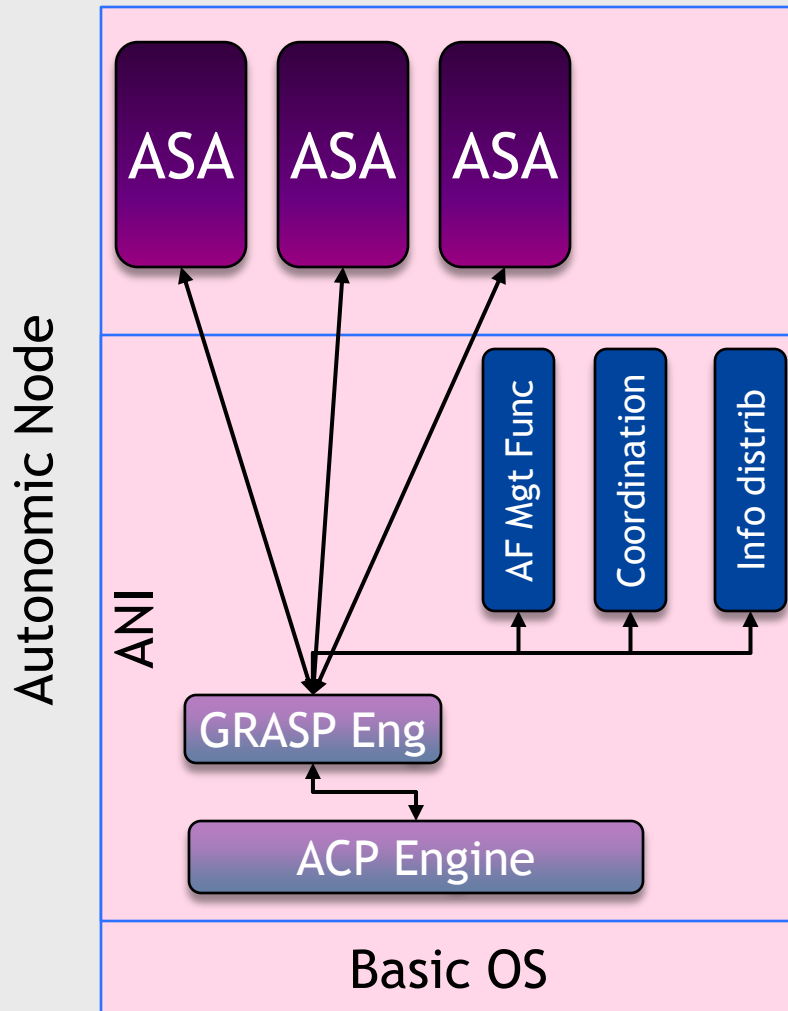 Autonomic Node
ASA
ASA
ASA
ANI
AF Mgt Func
Coordination
Info distrib
GRASP Eng
ACP Engine
Basic OS